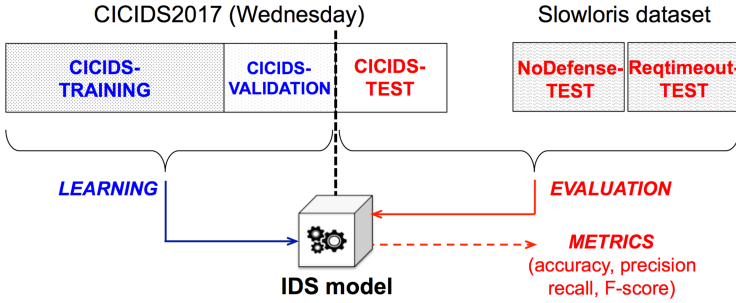 CICIDS2017 (Wednesday)
Slowloris dataset
CICIDS-
TRAINING
CICIDS-
VALIDATION
CICIDS-
TEST
NoDefense-
TEST
Reqtimeout-
TEST
LEARNING
EVALUATION
METRICS
(accuracy, precision
recall, F-score)
IDS model